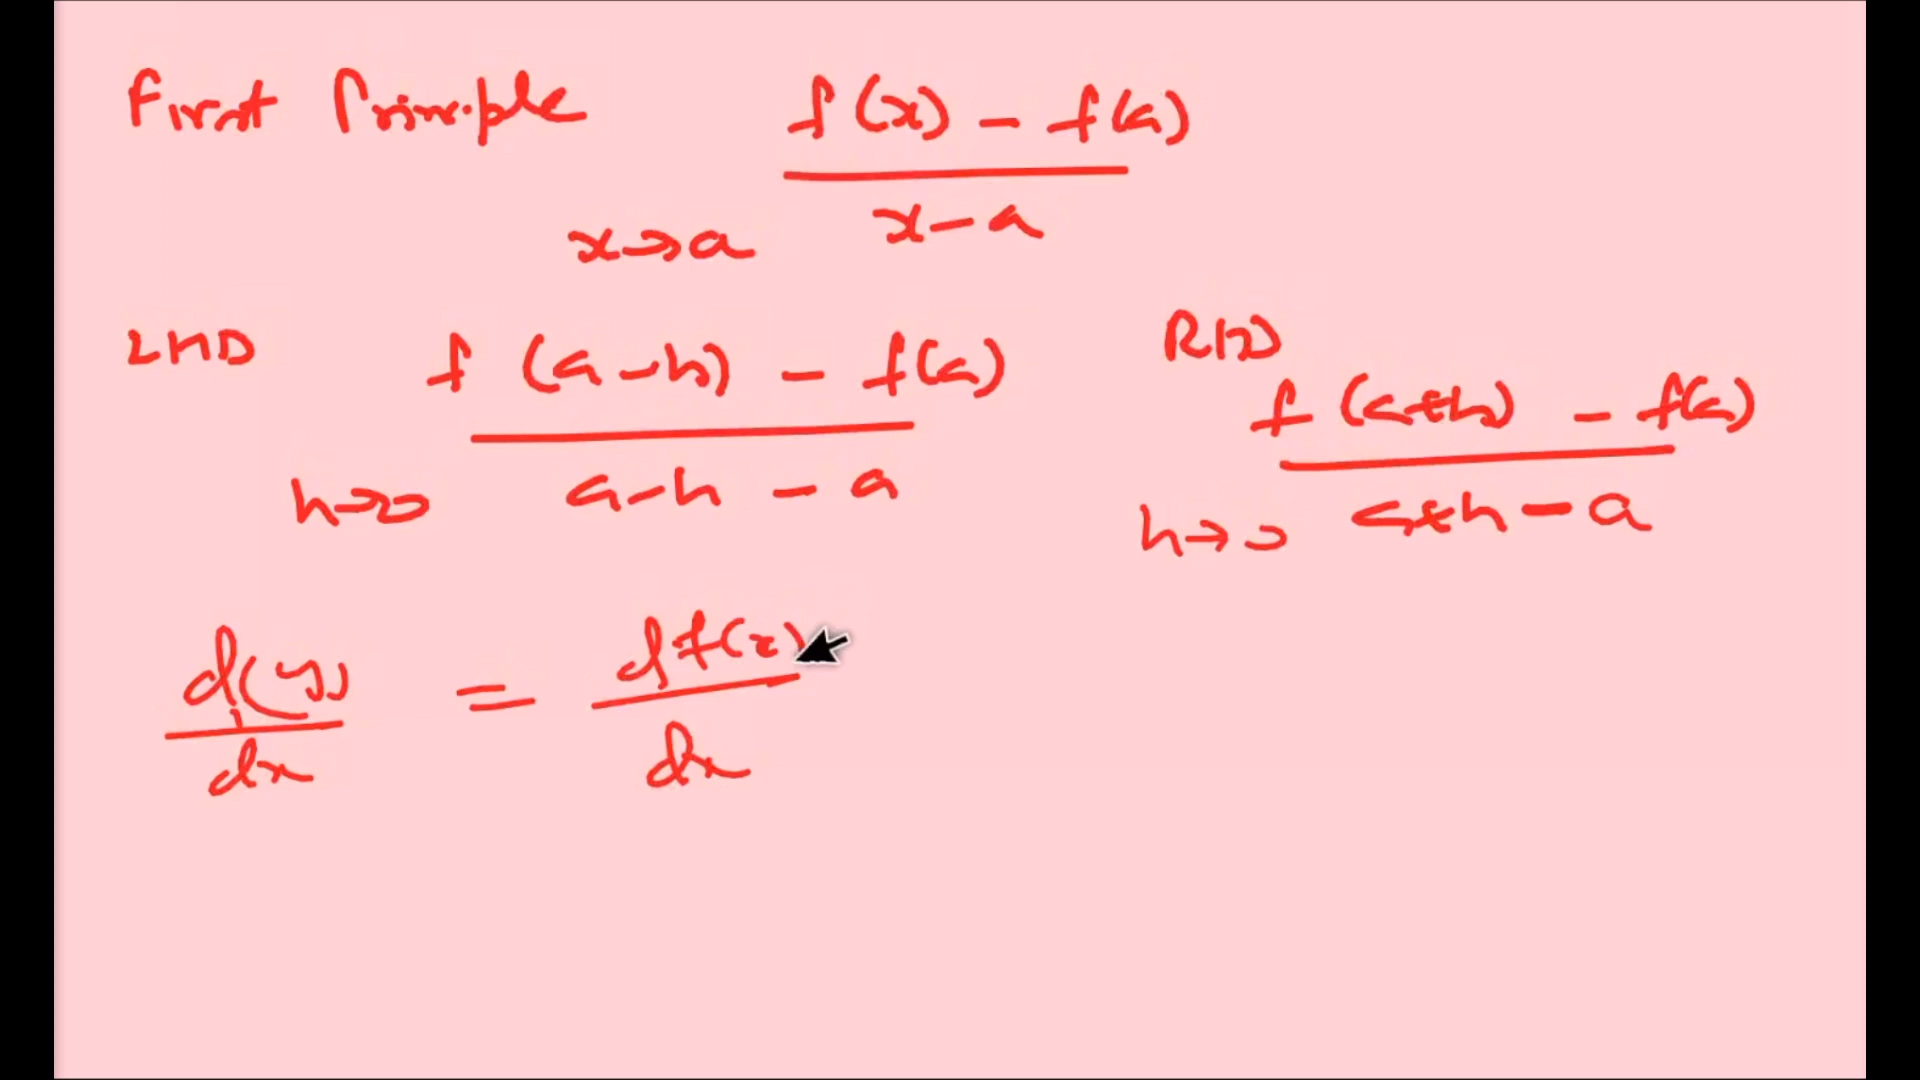 First Principle f(x) - f(a)
x→a x-a
LHD f (a-h) - f(a)
h→0 a-h - a
RHD
f (a+h) - f(a)
h→0 a+h - a
d(y) = df(x)
dx dx